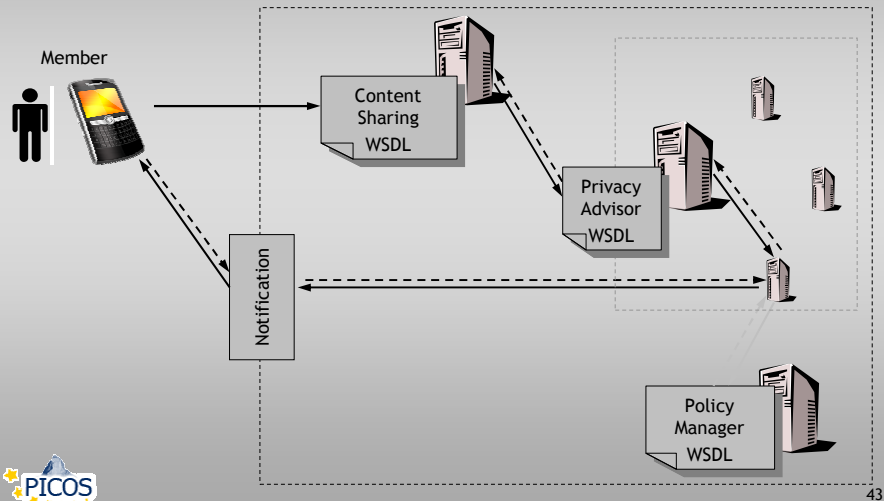 Member
Content
Sharing
WSDL
Privacy
Advisor
WSDL
Notification
Policy
Manager
WSDL
PICOS
43